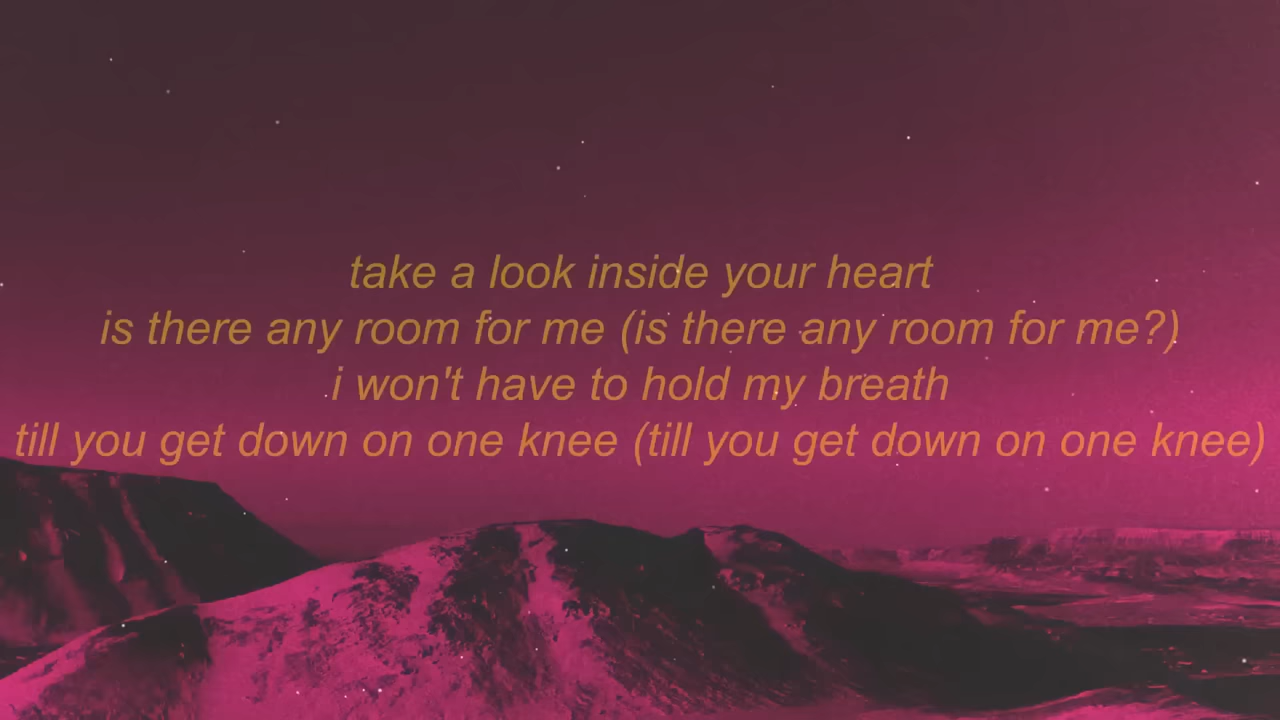 take a look inside your heart
is there any room for me (is there any room for me?)
i won't have to hold my breath
till you get down on one knee (till you get down on one knee)